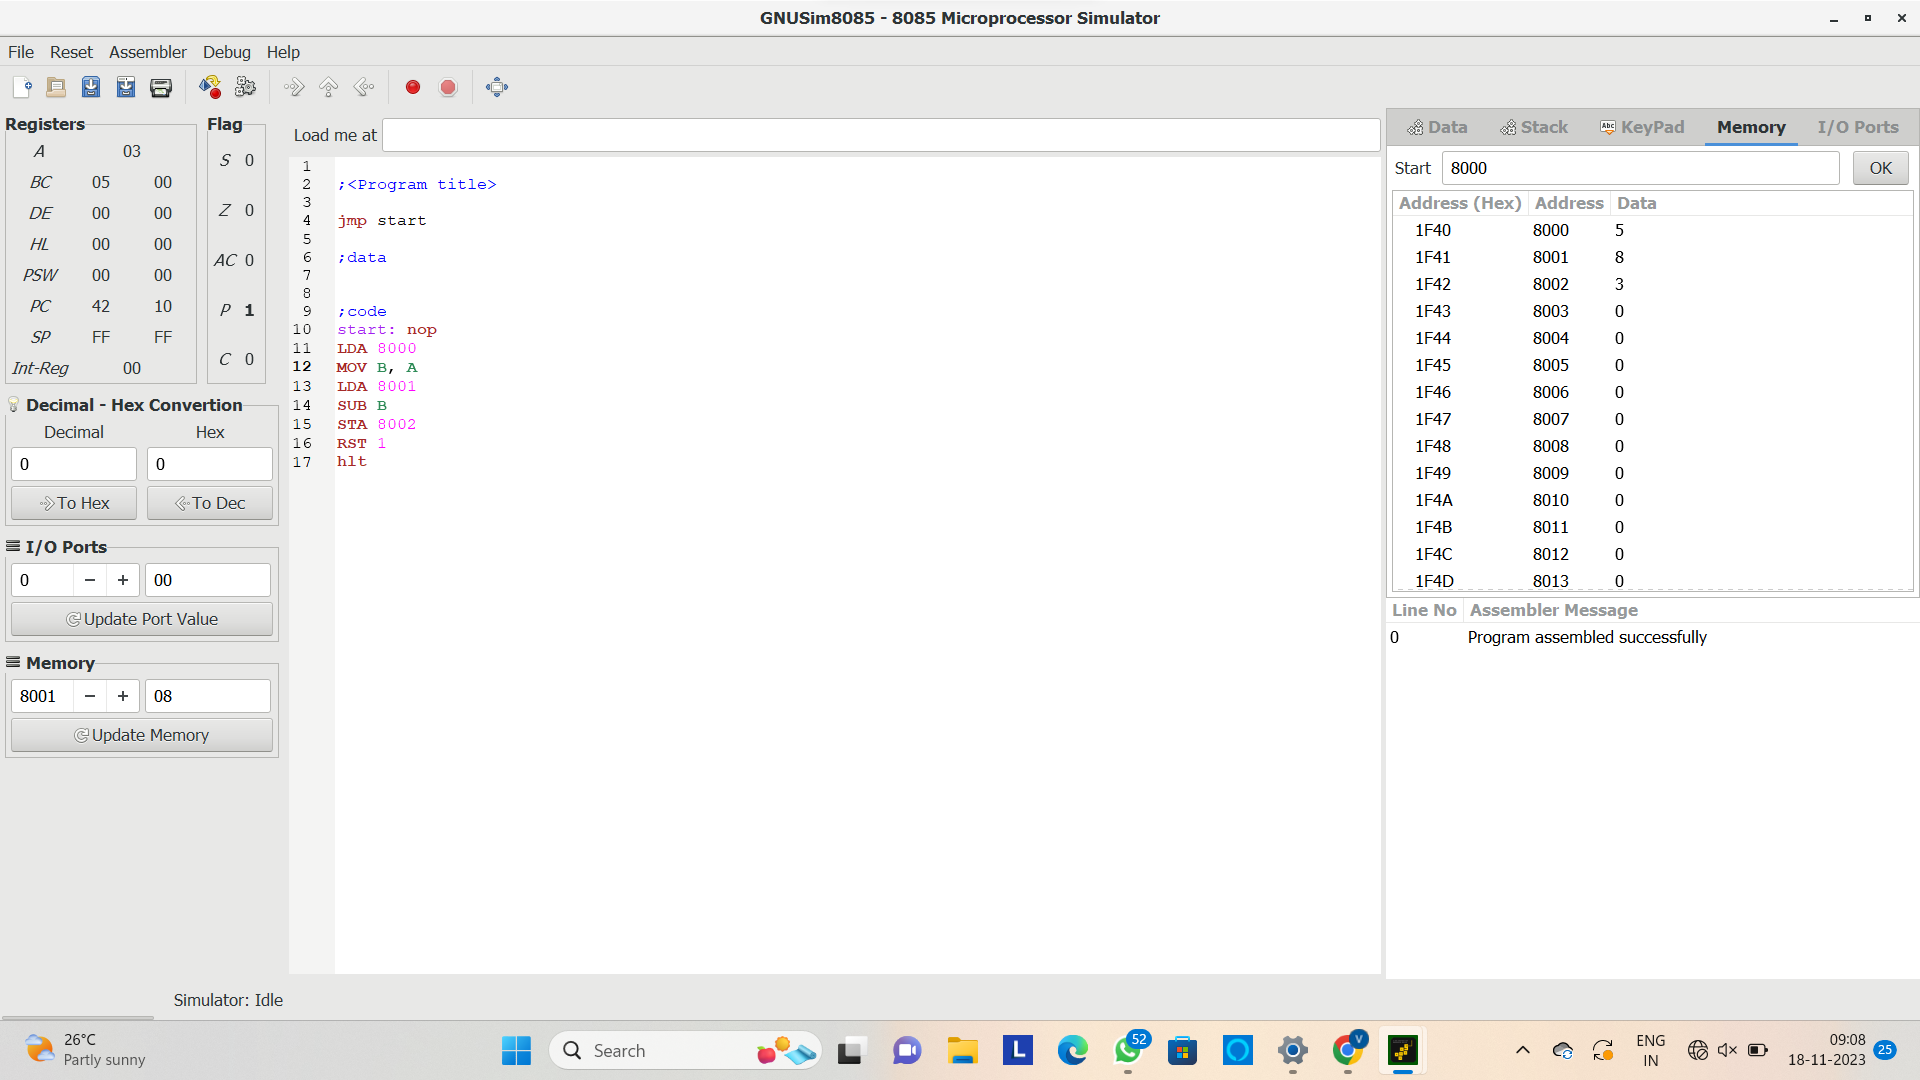 GNUSim8085 - 8085 Microprocessor Simulator
File Reset Assembler Debug Help
Registers
A 03
BC 05 00
DE 00 00
HL 00 00
PSW 00 00
PC 42 10
SP FF FF
Int-Reg 00
Flag
S 0
Z 0
AC 0
P 1
C 0
Decimal - Hex Convertion
Decimal Hex
0 0
To Hex To Dec
I/O Ports
0 − + 00
Update Port Value
Memory
8001 − + 08
Update Memory
Load me at
1
2 ;<Program title>
3
4 jmp start
5
6 ;data
7
8
9 ;code
10 start: nop
11 LDA 8000
12 MOV B, A
13 LDA 8001
14 SUB B
15 STA 8002
16 RST 1
17 hlt
Data Stack Abc KeyPad Memory I/O Ports
Start 8000 OK
Address (Hex) Address Data
1F40 8000 5
1F41 8001 8
1F42 8002 3
1F43 8003 0
1F44 8004 0
1F45 8005 0
1F46 8006 0
1F47 8007 0
1F48 8008 0
1F49 8009 0
1F4A 8010 0
1F4B 8011 0
1F4C 8012 0
1F4D 8013 0
Line No Assembler Message
0 Program assembled successfully
Simulator: Idle
26°C
Partly sunny
Search
L
52
V
ENG
IN
09:08
18-11-2023
25